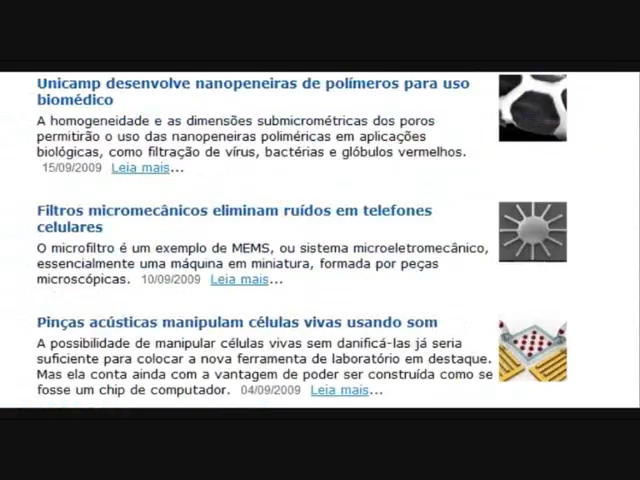 Unicamp desenvolve nanopeneiras de polímeros para uso
biomédico
A homogeneidade e as dimensões submicrométricas dos poros
permitirão o uso das nanopeneiras poliméricas em aplicações
biológicas, como filtração de vírus, bactérias e glóbulos vermelhos.
15/09/2009 Leia mais...
Filtros micromecânicos eliminam ruídos em telefones
celulares
O microfiltro é um exemplo de MEMS, ou sistema microeletromecânico,
essencialmente uma máquina em miniatura, formada por peças
microscópicas. 10/09/2009 Leia mais...
Pinças acústicas manipulam células vivas usando som
A possibilidade de manipular células vivas sem danificá-las já seria
suficiente para colocar a nova ferramenta de laboratório em destaque.
Mas ela conta ainda com a vantagem de poder ser construída como se
fosse um chip de computador. 04/09/2009 Leia mais...